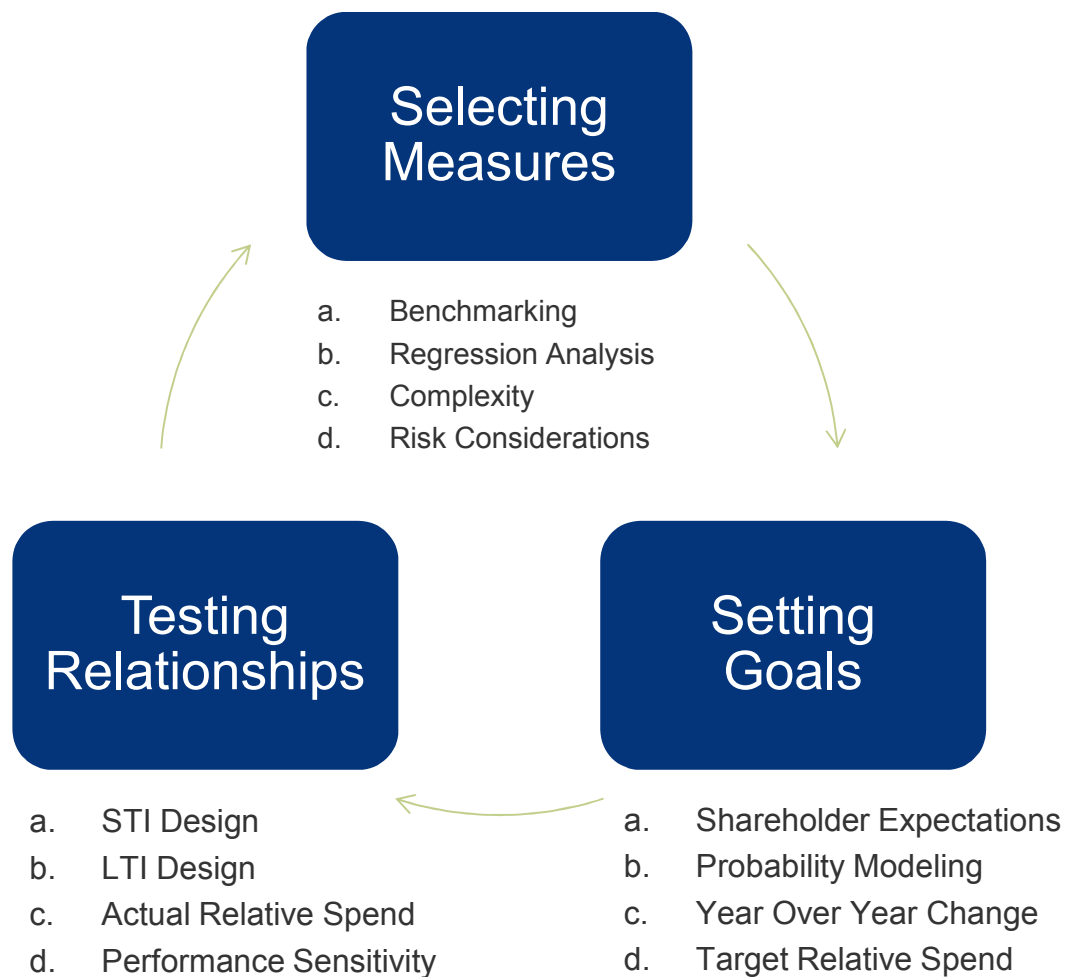 Selecting
Measures
a. Benchmarking
b. Regression Analysis
c. Complexity
d. Risk Considerations
Testing
Relationships
a. STI Design
b. LTI Design
c. Actual Relative Spend
d. Performance Sensitivity
Setting
Goals
a. Shareholder Expectations
b. Probability Modeling
c. Year Over Year Change
d. Target Relative Spend